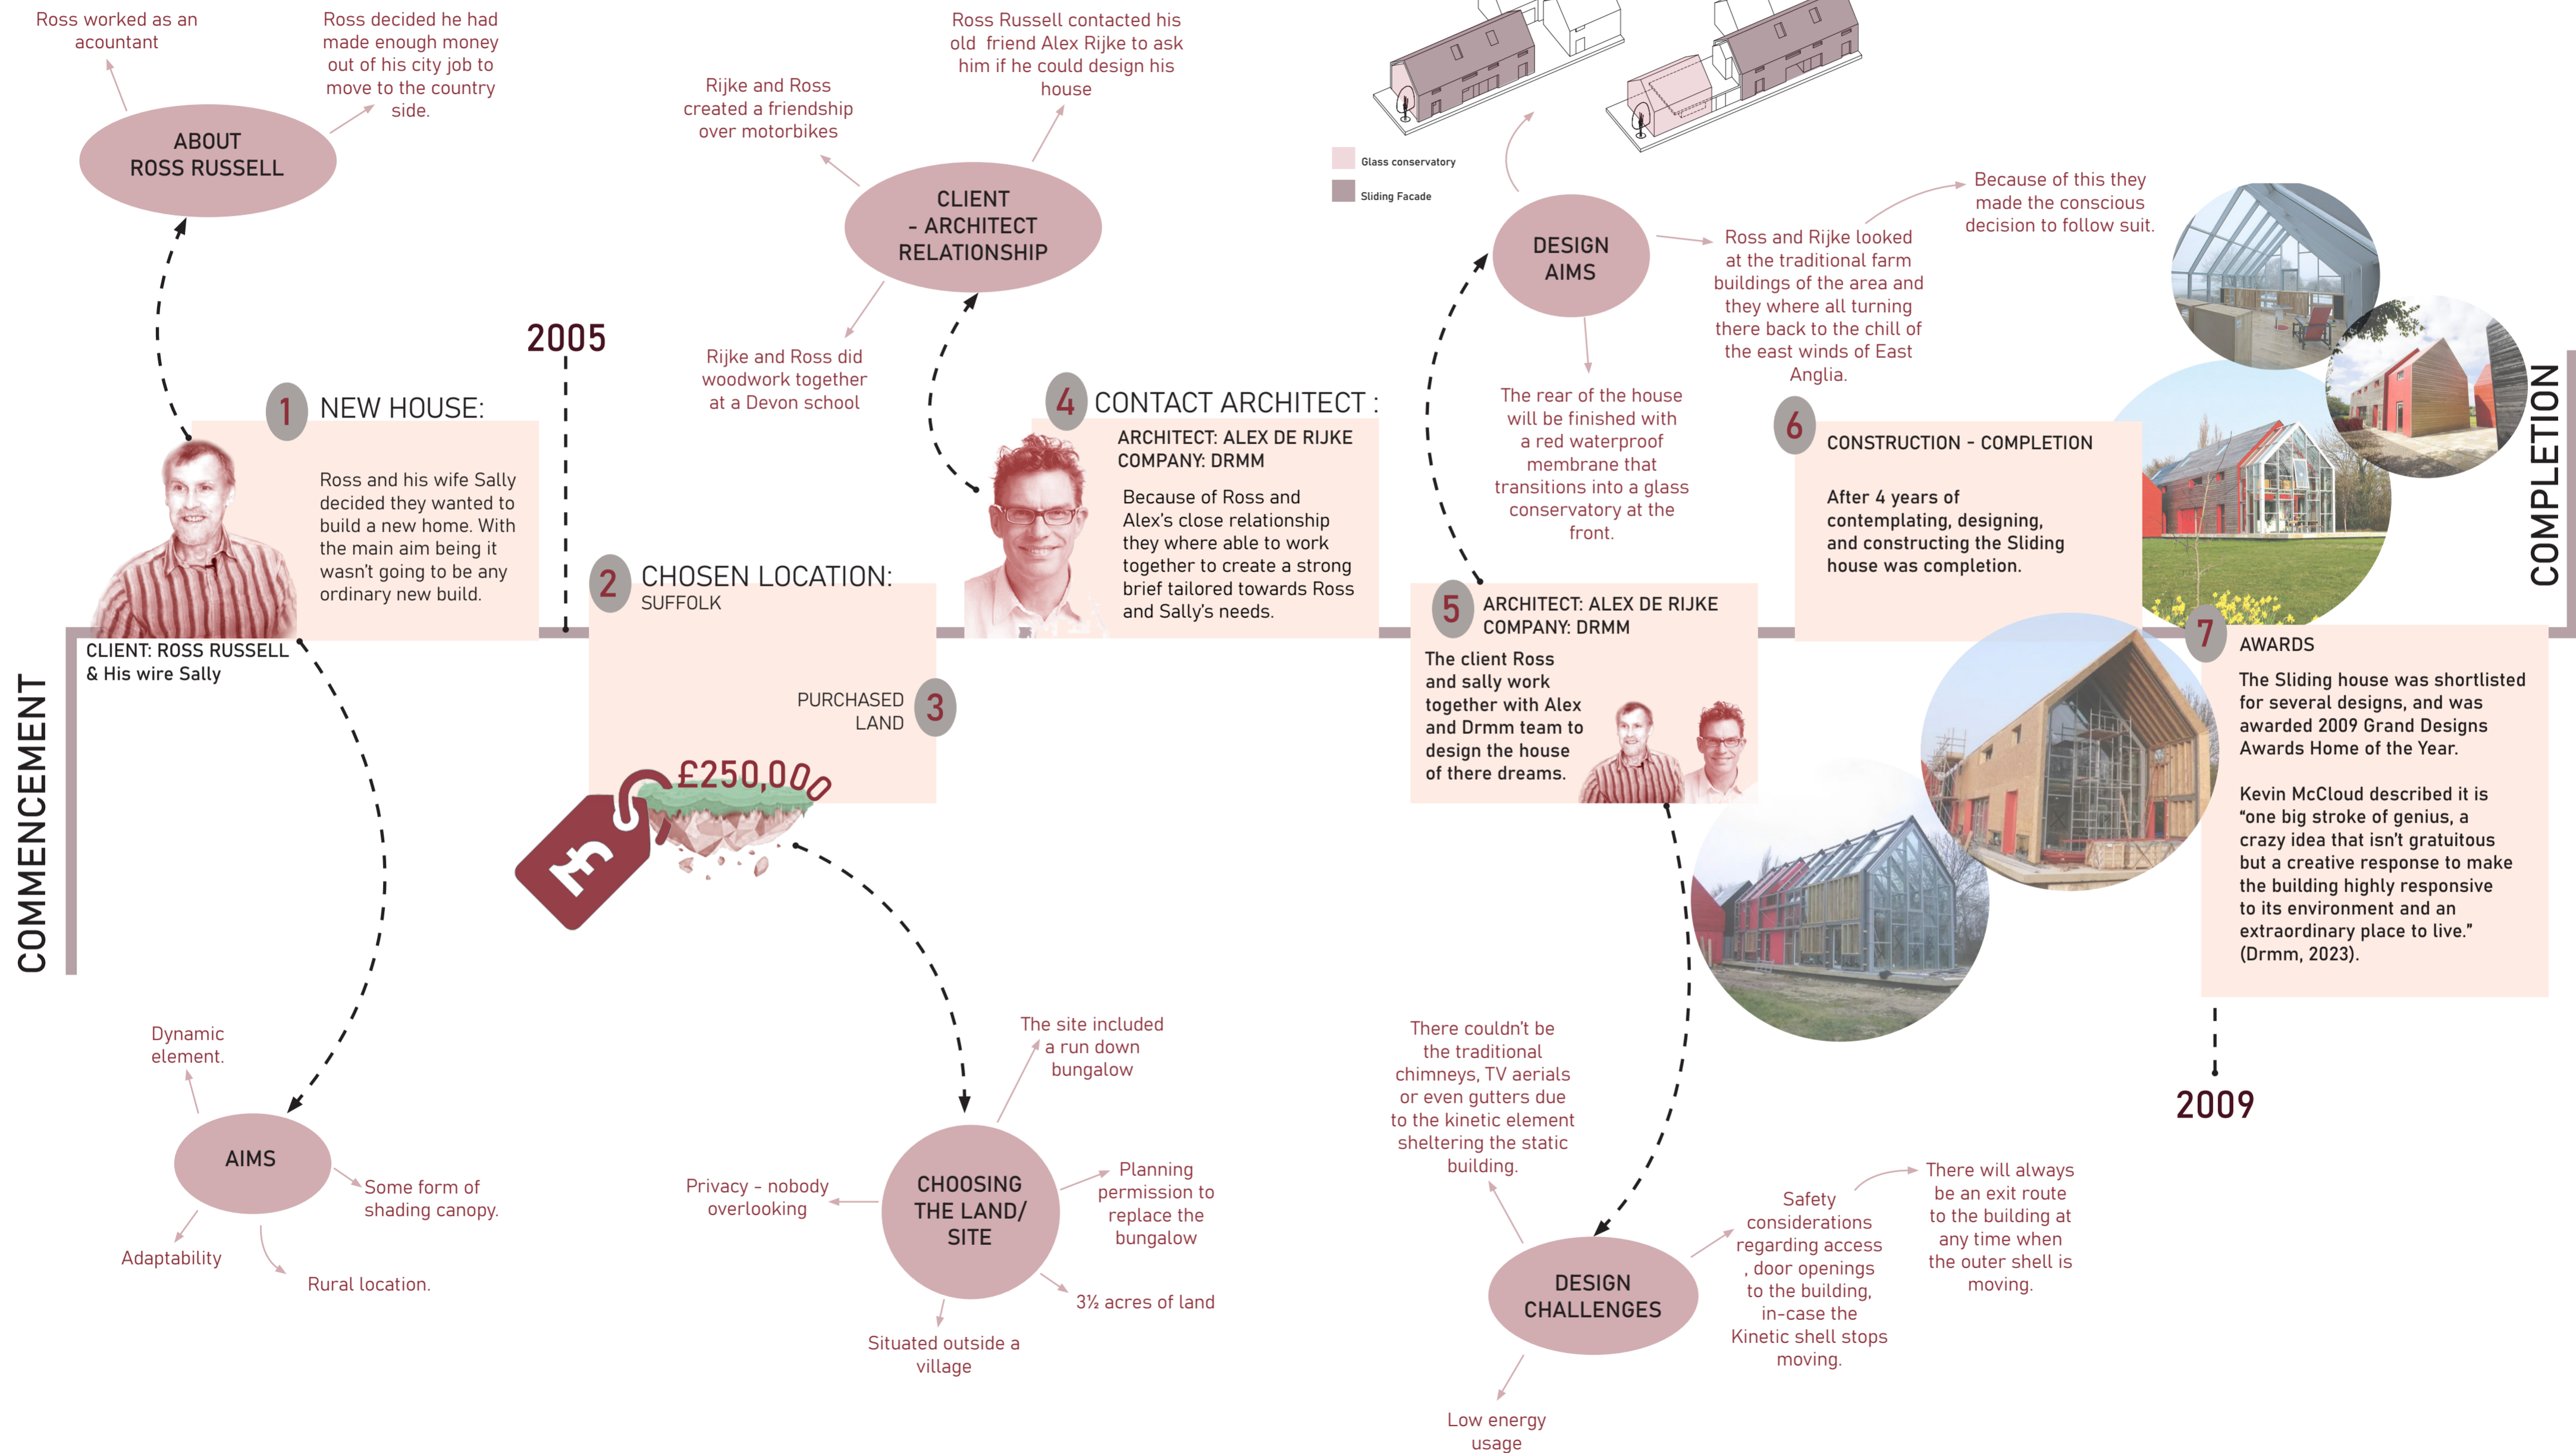 Ross worked as an
acountant
Ross decided he had
made enough money
out of his city job to
move to the country
side.
ABOUT
ROSS RUSSELL
Rijke and Ross
created a friendship
over motorbikes
Ross Russell contacted his
old friend Alex Rijke to ask
him if he could design his
house
CLIENT
- ARCHITECT
RELATIONSHIP
Rijke and Ross did
woodwork together
at a Devon school
Glass conservatory
Sliding Facade
DESIGN
AIMS
Ross and Rijke looked
at the traditional farm
buildings of the area and
they where all turning
there back to the chill of
the east winds of East
Anglia.
Because of this they
made the conscious
decision to follow suit.
The rear of the house
will be finished with
a red waterproof
membrane that
transitions into a glass
conservatory at the
front.
COMMENCEMENT
1
NEW HOUSE:
Ross and his wife Sally
decided they wanted to
build a new home. With
the main aim being it
wasn't going to be any
ordinary new build.
CLIENT: ROSS RUSSELL
& His wire Sally
2005
2
CHOSEN LOCATION:
SUFFOLK
PURCHASED
LAND
3
£250,000
£
4
CONTACT ARCHITECT :
ARCHITECT: ALEX DE RIJKE
COMPANY: DRMM
Because of Ross and
Alex's close relationship
they where able to work
together to create a strong
brief tailored towards Ross
and Sally's needs.
5
ARCHITECT: ALEX DE RIJKE
COMPANY: DRMM
The client Ross
and sally work
together with Alex
and Drmm team to
design the house
of there dreams.
6
CONSTRUCTION - COMPLETION
After 4 years of
contemplating, designing,
and constructing the Sliding
house was completion.
7
AWARDS
The Sliding house was shortlisted
for several designs, and was
awarded 2009 Grand Designs
Awards Home of the Year.
Kevin McCloud described it is
“one big stroke of genius, a
crazy idea that isn't gratuitous
but a creative response to make
the building highly responsive
to its environment and an
extraordinary place to live.”
(Drmm, 2023).
COMPLETION
2009
Dynamic
element.
AIMS
Some form of
shading canopy.
Adaptability
Rural location.
The site included
a run down
bungalow
CHOOSING
THE LAND/
SITE
Privacy - nobody
overlooking
Planning
permission to
replace the
bungalow
3½ acres of land
Situated outside a
village
There couldn't be
the traditional
chimneys, TV aerials
or even gutters due
to the kinetic element
sheltering the static
building.
DESIGN
CHALLENGES
Safety
considerations
regarding access
, door openings
to the building,
in-case the
Kinetic shell stops
moving.
There will always
be an exit route
to the building at
any time when
the outer shell is
moving.
Low energy
usage